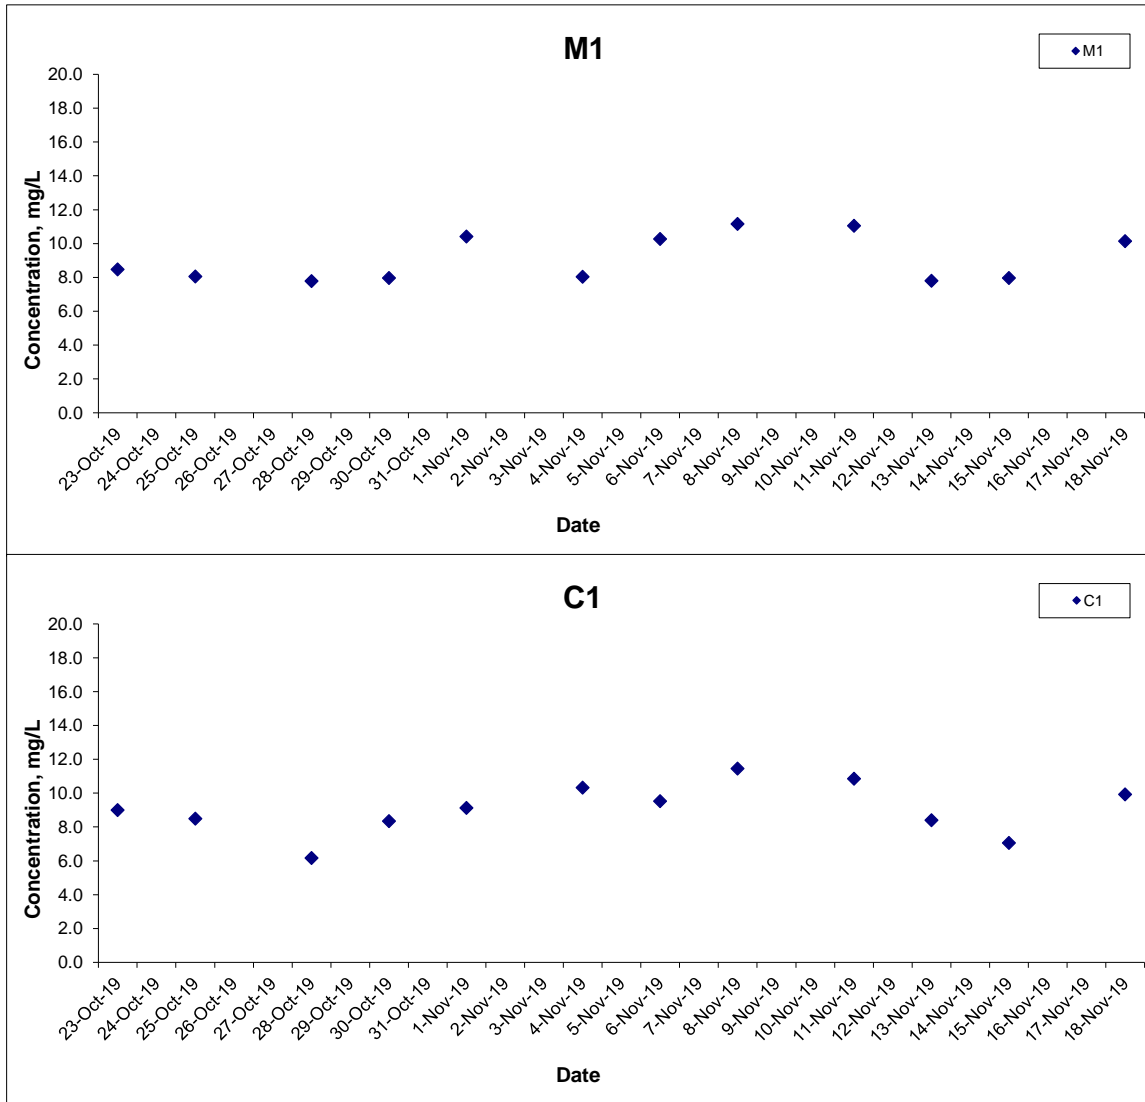 M1
M1
20.0
18.0
16.0
14.0
12.0
10.0
8.0
6.0
4.0
2.0
0.0
Concentration, mg/L
23-Oct-19
24-Oct-19
25-Oct-19
26-Oct-19
27-Oct-19
28-Oct-19
29-Oct-19
30-Oct-19
31-Oct-19
1-Nov-19
2-Nov-19
3-Nov-19
4-Nov-19
5-Nov-19
6-Nov-19
7-Nov-19
8-Nov-19
9-Nov-19
10-Nov-19
11-Nov-19
12-Nov-19
13-Nov-19
14-Nov-19
15-Nov-19
16-Nov-19
17-Nov-19
18-Nov-19
Date
C1
C1
20.0
18.0
16.0
14.0
12.0
10.0
8.0
6.0
4.0
2.0
0.0
Concentration, mg/L
23-Oct-19
24-Oct-19
25-Oct-19
26-Oct-19
27-Oct-19
28-Oct-19
29-Oct-19
30-Oct-19
31-Oct-19
1-Nov-19
2-Nov-19
3-Nov-19
4-Nov-19
5-Nov-19
6-Nov-19
7-Nov-19
8-Nov-19
9-Nov-19
10-Nov-19
11-Nov-19
12-Nov-19
13-Nov-19
14-Nov-19
15-Nov-19
16-Nov-19
17-Nov-19
18-Nov-19
Date